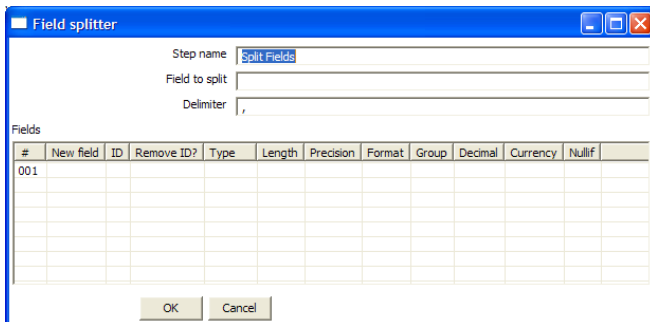 Field splitter
Step name Split Fields
Field to split
Delimiter ,
Fields
# New field ID Remove ID? Type Length Precision Format Group Decimal Currency Nullif
001
OK Cancel